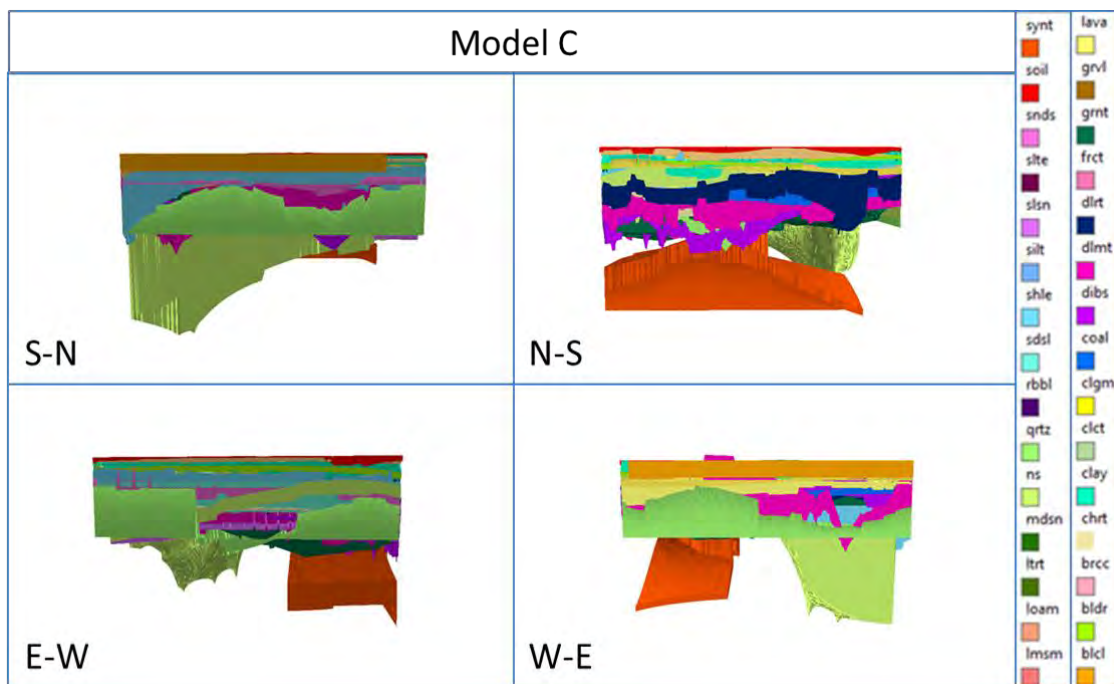 Model C
S-N
N-S
E-W
W-E
synt
soil
snds
slte
slsn
silt
shle
sdsl
rbbl
qrtz
ns
mdsn
ltrt
loam
lmsm
lava
grvl
grnt
frct
dlrt
dlmt
dibs
coal
clgm
clct
clay
chrt
brcc
bldr
blcl